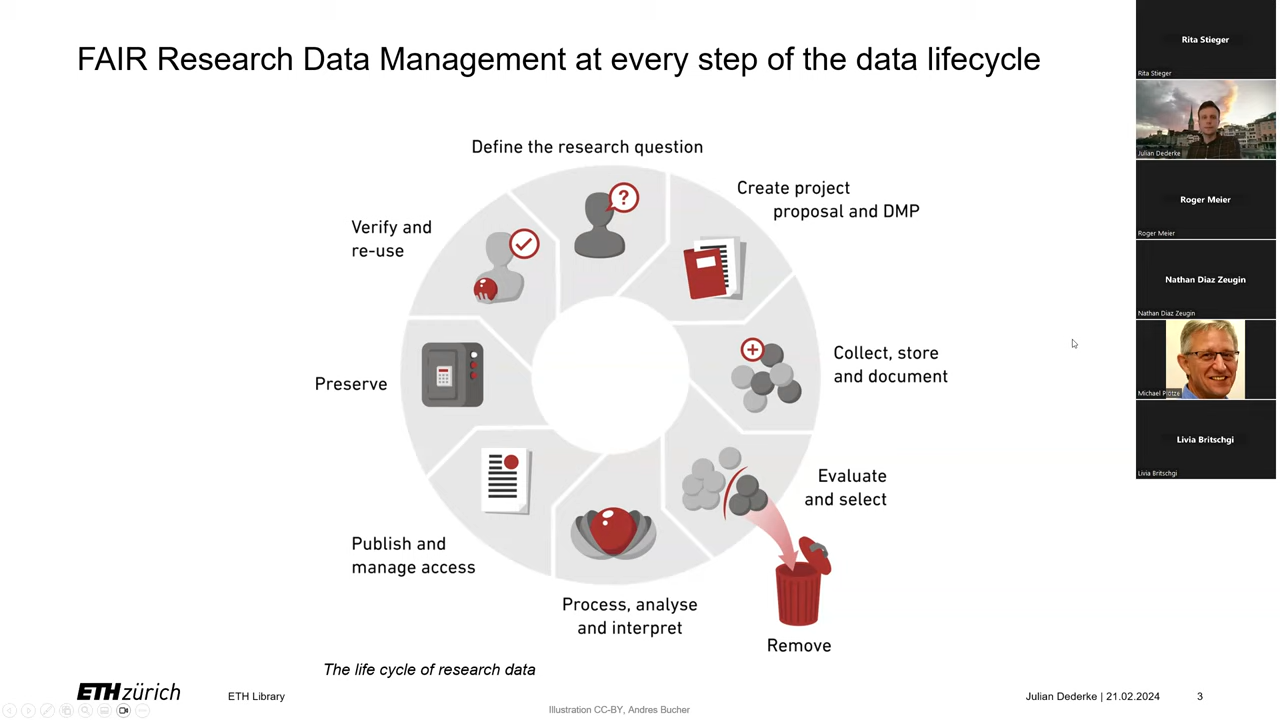 FAIR Research Data Management at every step of the data lifecycle
Define the research question
Create project
proposal and DMP
Collect, store
and document
Evaluate
and select
Remove
Process, analyse
and interpret
Publish and
manage access
Preserve
Verify and
re-use
?
The life cycle of research data
ETH zürich
ETH Library
Illustration CC-BY, Andres Bucher
Julian Dederke | 21.02.2024
3
Rita Stieger
Rita Stieger
Julian Dederke
Roger Meier
Roger Meier
Nathan Diaz Zeugin
Nathan Diaz Zeugin
Michael Plötze
Livia Britschgi
Livia Britschgi